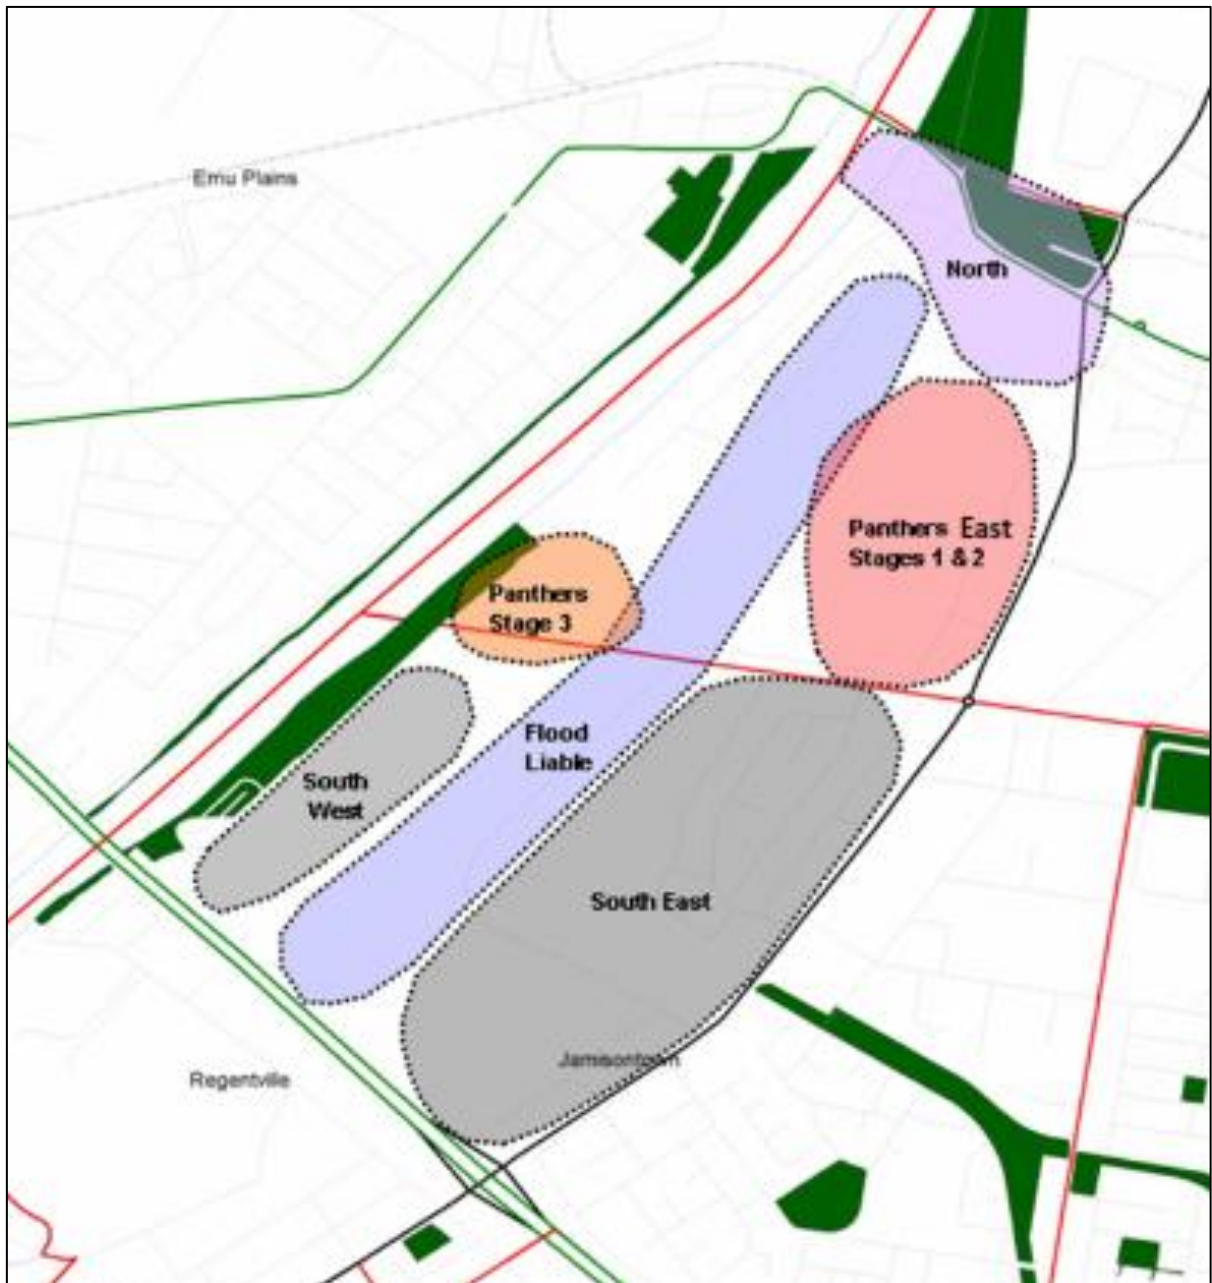 Emu Plains
North
Panthers East
Stages 1 & 2
Panthers
Stage 3
Flood
Liable
South
West
South East
Jamisontown
Regentville